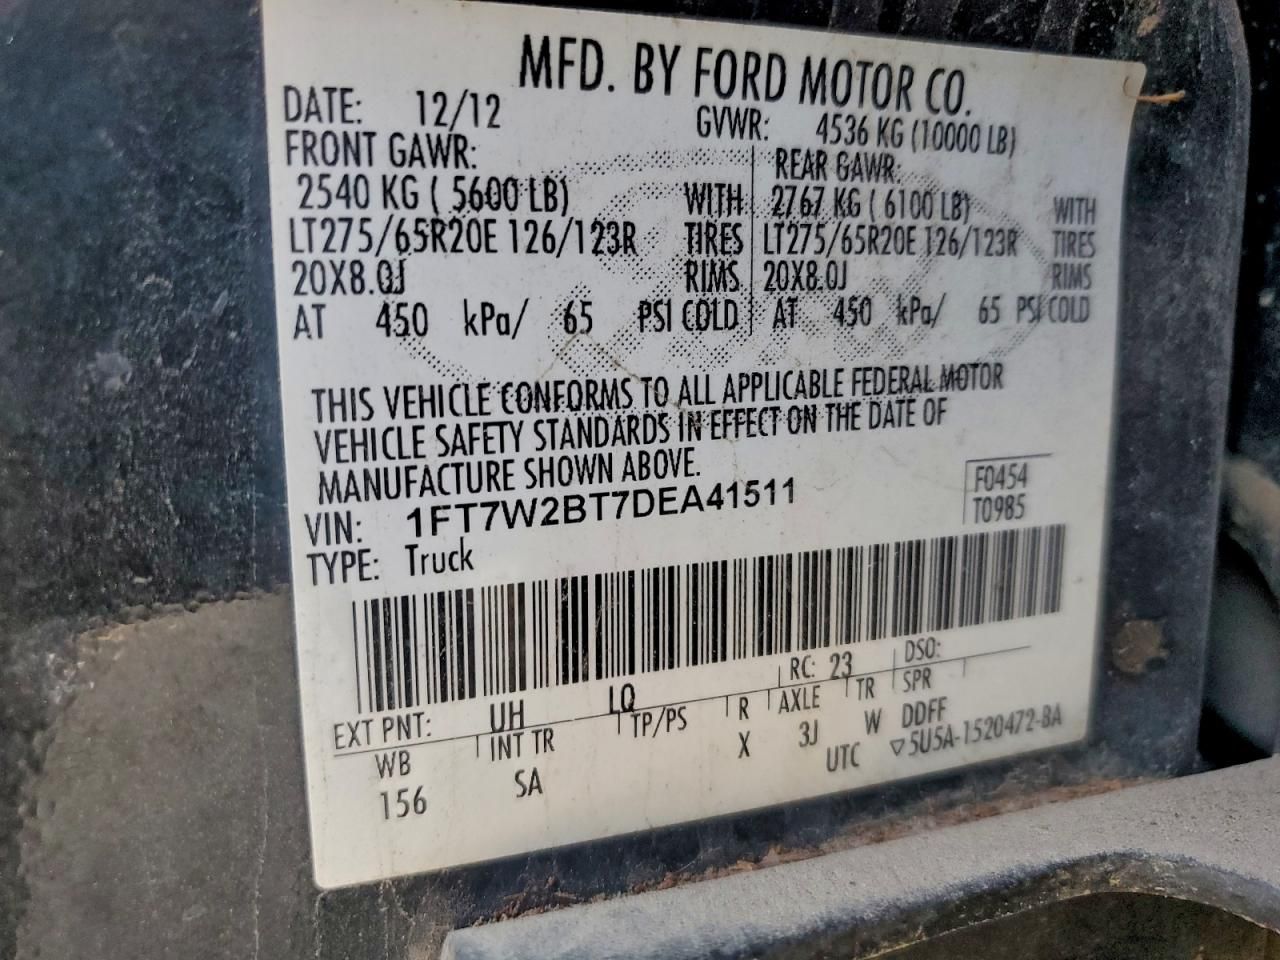 MFD. BY FORD MOTOR CO.
DATE: 12/12 GVWR: 4536 KG (10000 LB)
FRONT GAWR: REAR GAWR:
2540 KG ( 5600 LB) WITH 2767 KG ( 6100 LB) WITH
LT275/65R20E 126/123R TIRES LT275/65R20E 126/123R TIRES
20X8.0J RIMS 20X8.0J RIMS
AT 450 kPa/ 65 PSI COLD AT 450 kPa/ 65 PSI COLD
THIS VEHICLE CONFORMS TO ALL APPLICABLE FEDERAL MOTOR
VEHICLE SAFETY STANDARDS IN EFFECT ON THE DATE OF
MANUFACTURE SHOWN ABOVE.
F0454
T0985
VIN: 1FT7W2BT7DEA41511
TYPE: Truck
EXT PNT: UH LQ RC: 23 DSO:
WB INT TR TP/PS R AXLE TR SPR
156 SA X 3J W DDFF
UTC ▽5U5A-1520472-BA